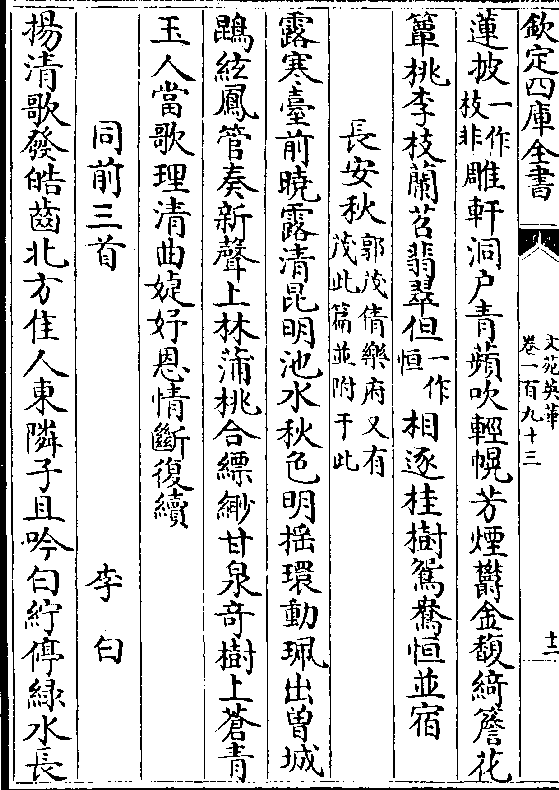 欽定四庫全書
文苑英華
卷一百九十三
十二
蓮披一作枝非雕軒洞户青蘋吹輕幌芳煙欝金馥綺簷花
簟桃李枝蘭苕翡翠但一作恒相逐桂樹鴛鴦恒並宿
長安秋郭茂倩樂府又有茂此篇並附于此
露寒臺前曉露清昆明池水秋色明揺環動珮出曽城
鵾絃鳳管奏新聲上林蒲桃合縹緲甘泉奇樹上蒼青
玉人當歌理清曲婕妤恩情斷復續
同前三首 李白
揚清歌發皓齒北方佳人東隣子且吟白紵停緑水長